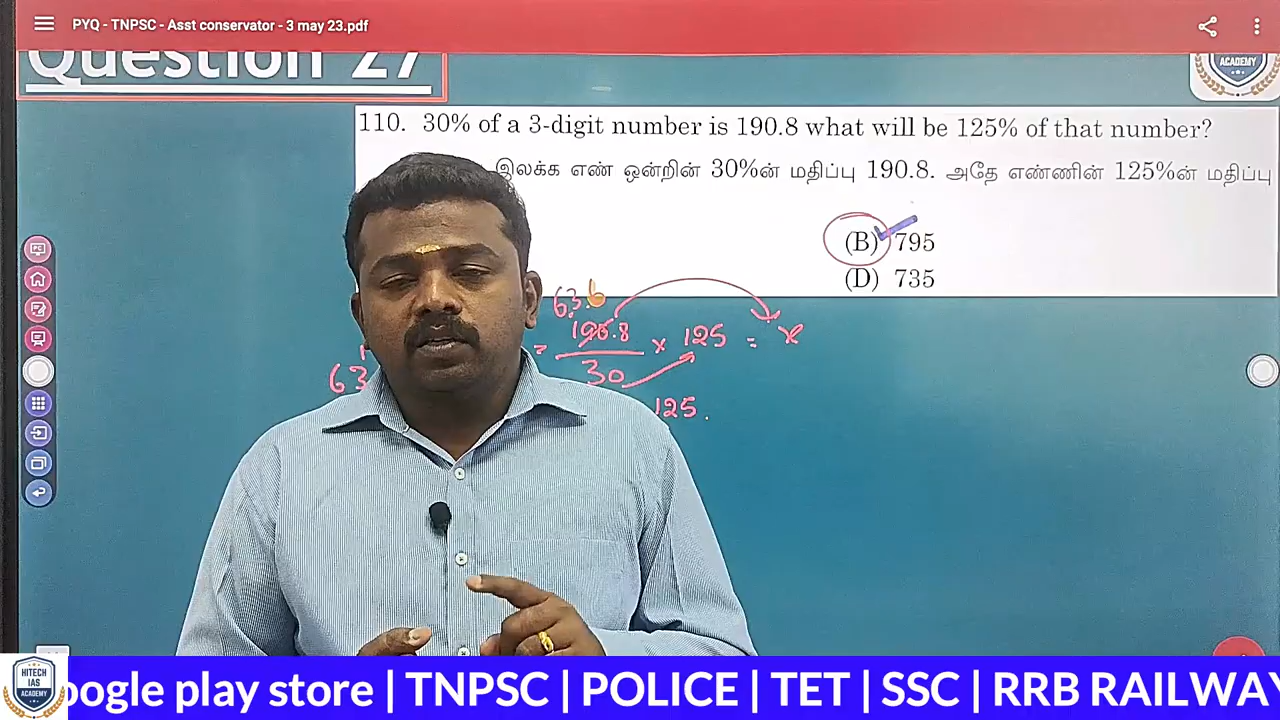 PYQ - TNPSC - Asst conservator - 3 may 23.pdf
Question 27
ACADEMY
110. 30% of a 3-digit number is 190.8 what will be 125% of that number?
இலக்க எண் ஒன்றின் 30%ன் மதிப்பு 190.8. அதே எண்ணின் 125%ன் மதிப்பு
(B) 795
(D) 735
63.6
= 190.8 × 125 = x
30
63
125.
HITECH IAS ACADEMY
oogle play store | TNPSC | POLICE | TET | SSC | RRB RAILWAY